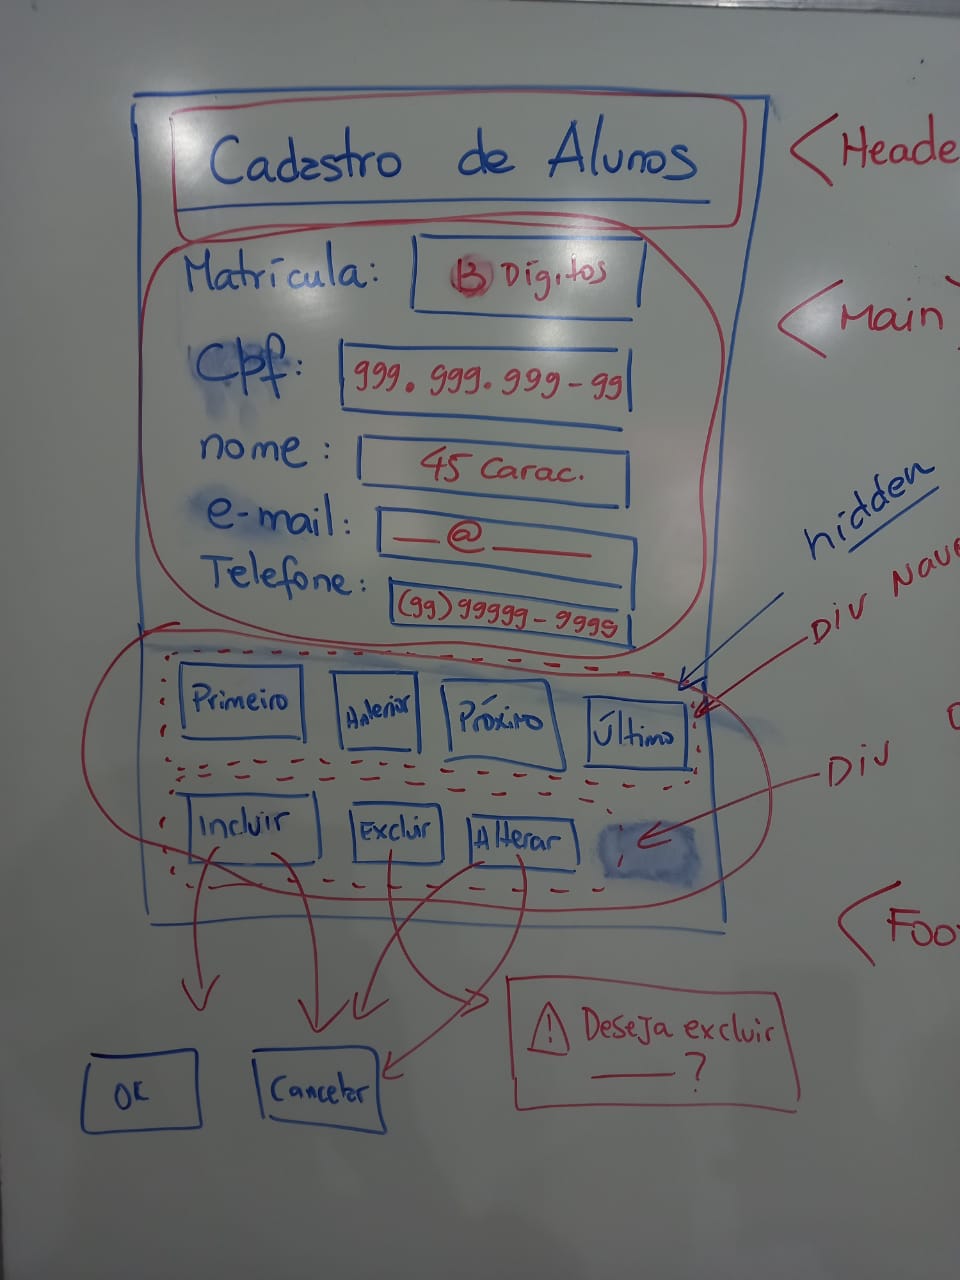 Cadastro de Alunos
<Heade
Matrícula: 13 Dígitos
<Main>
Cpf: 999.999.999-99
nome: 45 Carac.
e-mail: __@____
hidden
Telefone: (99)99999-9999
DIV Nave
Primeiro Anterior Próximo Último
DIV
Incluir Excluir Alterar
<Foo
! Deseja excluir
____?
OK Cancelar